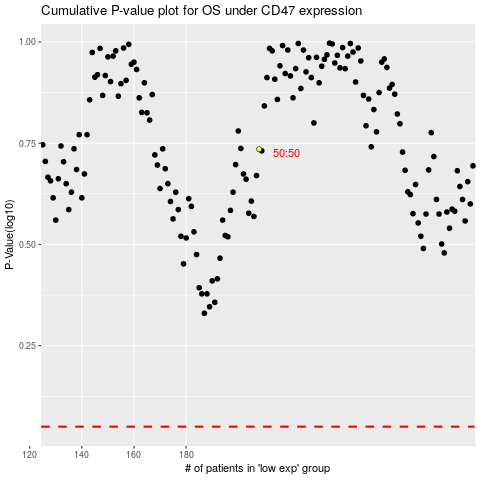 Cumulative P-value plot for OS under CD47 expression
1.00
0.75
50:50
0.50
0.25
P-Value(log10)
120 140 160 180
# of patients in 'low exp' group